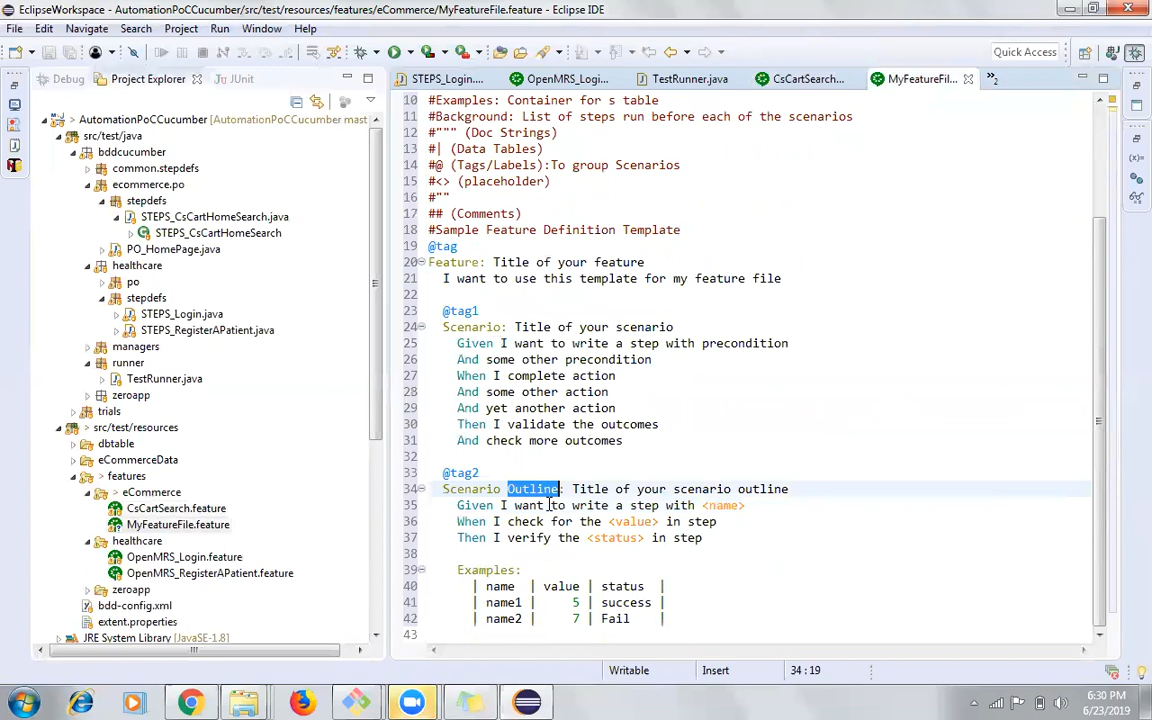 EclipseWorkspace - AutomationPoCCucumber/src/test/resources/features/eCommerce/MyFeatureFile.feature - Eclipse IDE
File Edit Navigate Search Project Run Window Help
Quick Access
Debug Project Explorer JUnit
STEPS_Login.... OpenMRS_Logi... TestRunner.java CsCartSearch... MyFeatureFil... »2
AutomationPoCCucumber [AutomationPoCCucumber mast
src/test/java
bddcucumber
common.stepdefs
ecommerce.po
stepdefs
STEPS_CsCartHomeSearch.java
STEPS_CsCartHomeSearch
PO_HomePage.java
healthcare
po
stepdefs
STEPS_Login.java
STEPS_RegisterAPatient.java
managers
runner
TestRunner.java
zeroapp
trials
src/test/resources
dbtable
eCommerceData
features
eCommerce
CsCartSearch.feature
MyFeatureFile.feature
healthcare
OpenMRS_Login.feature
OpenMRS_RegisterAPatient.feature
zeroapp
bdd-config.xml
extent.properties
JRE System Library [JavaSE-1.8]
10 #Examples: Container for s table
11 #Background: List of steps run before each of the scenarios
12 #""" (Doc Strings)
13 #| (Data Tables)
14 #@ (Tags/Labels):To group Scenarios
15 #<> (placeholder)
16 #""
17 ## (Comments)
18 #Sample Feature Definition Template
19 @tag
20 Feature: Title of your feature
21 I want to use this template for my feature file
22
23 @tag1
24 Scenario: Title of your scenario
25 Given I want to write a step with precondition
26 And some other precondition
27 When I complete action
28 And some other action
29 And yet another action
30 Then I validate the outcomes
31 And check more outcomes
32
33 @tag2
34 Scenario Outline: Title of your scenario outline
35 Given I want to write a step with <name>
36 When I check for the <value> in step
37 Then I verify the <status> in step
38
39 Examples:
40 | name | value | status |
41 | name1 | 5 | success |
42 | name2 | 7 | Fail |
43
Writable Insert 34 : 19
6:30 PM
6/23/2019